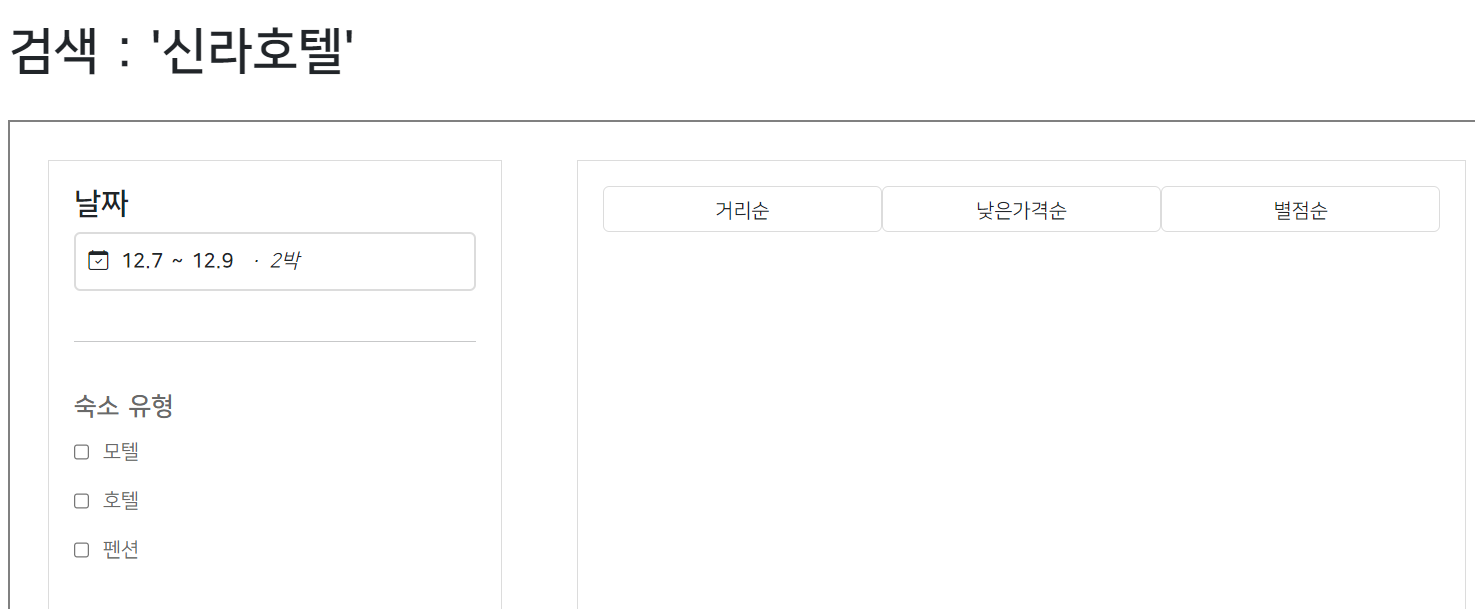 검색 : '신라호텔'
날짜
12.7 ~ 12.9 · 2박
숙소 유형
모텔
호텔
펜션
거리순 낮은가격순 별점순